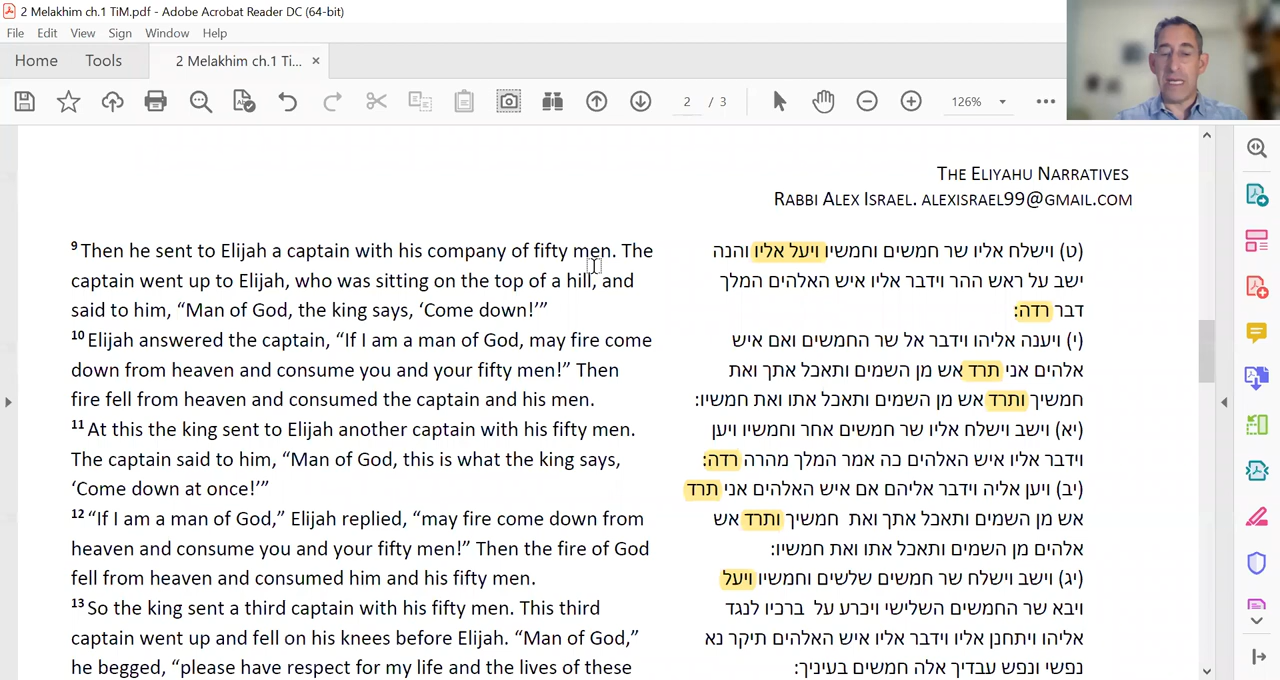 2 Melakhim ch.1 TiM.pdf - Adobe Acrobat Reader DC (64-bit)
File Edit View Sign Window Help
Home Tools 2 Melakhim ch.1 Ti... ×
2 / 3 126%
THE ELIYAHU NARRATIVES
RABBI ALEX ISRAEL. ALEXISRAEL99@GMAIL.COM
9 Then he sent to Elijah a captain with his company of fifty men. The
captain went up to Elijah, who was sitting on the top of a hill, and
said to him, “Man of God, the king says, ‘Come down!’”
10 Elijah answered the captain, “If I am a man of God, may fire come
down from heaven and consume you and your fifty men!” Then
fire fell from heaven and consumed the captain and his men.
11 At this the king sent to Elijah another captain with his fifty men.
The captain said to him, “Man of God, this is what the king says,
‘Come down at once!’”
12 “If I am a man of God,” Elijah replied, “may fire come down from
heaven and consume you and your fifty men!” Then the fire of God
fell from heaven and consumed him and his fifty men.
13 So the king sent a third captain with his fifty men. This third
captain went up and fell on his knees before Elijah. “Man of God,”
he begged, “please have respect for my life and the lives of these
(ט) וישלח אליו שר חמשים וחמשיו ויעל אליו והנה
ישב על ראש ההר וידבר אליו איש האלהים המלך
דבר רדה:
(י) ויענה אליהו וידבר אל שר החמשים ואם איש
אלהים אני תרד אש מן השמים ותאכל אתך ואת
חמשיך ותרד אש מן השמים ותאכל אתו ואת חמשיו:
(יא) וישב וישלח אליו שר חמשים אחר וחמשיו ויען
וידבר אליו איש האלהים כה אמר המלך מהרה רדה:
(יב) ויען אליה וידבר אליהם אם איש האלהים אני תרד
אש מן השמים ותאכל אתך ואת חמשיך ותרד אש
אלהים מן השמים ותאכל אתו ואת חמשיו:
(יג) וישב וישלח שר חמשים שלשים וחמשיו ויעל
ויבא שר החמשים השלישי ויכרע על ברכיו לנגד
אליהו ויתחנן אליו וידבר אליו איש האלהים תיקר נא
נפשי ונפש עבדיך אלה חמשים בעיניך: